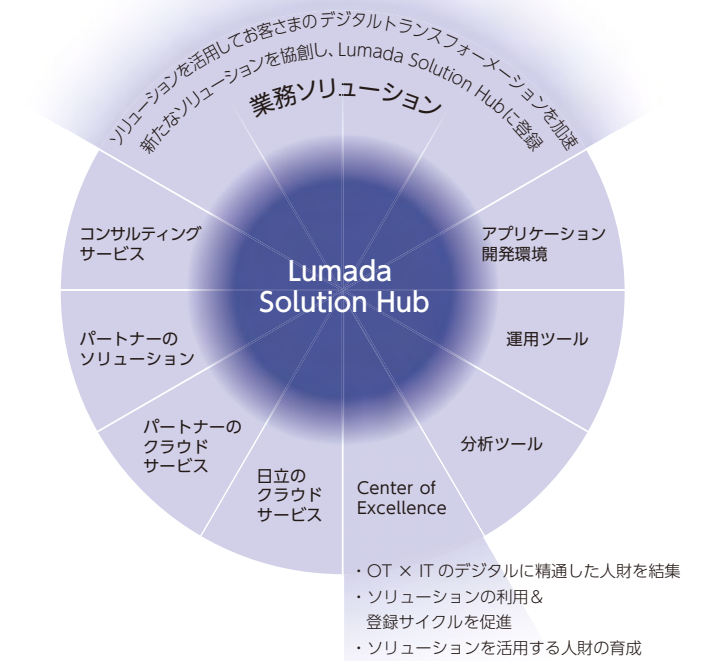 ソリューションを活用してお客さまのデジタルトランスフォーメーションを加速
新たなソリューションを協創し、Lumada Solution Hubに登録
業務ソリューション
コンサルティング
サービス
アプリケーション
開発環境
Lumada
Solution Hub
パートナーの
ソリューション
運用ツール
パートナーの
クラウド
サービス
分析ツール
日立の
クラウド
サービス
Center of
Excellence
・OT × IT のデジタルに精通した人財を結集
・ソリューションの利用＆
登録サイクルを促進
・ソリューションを活用する人財の育成